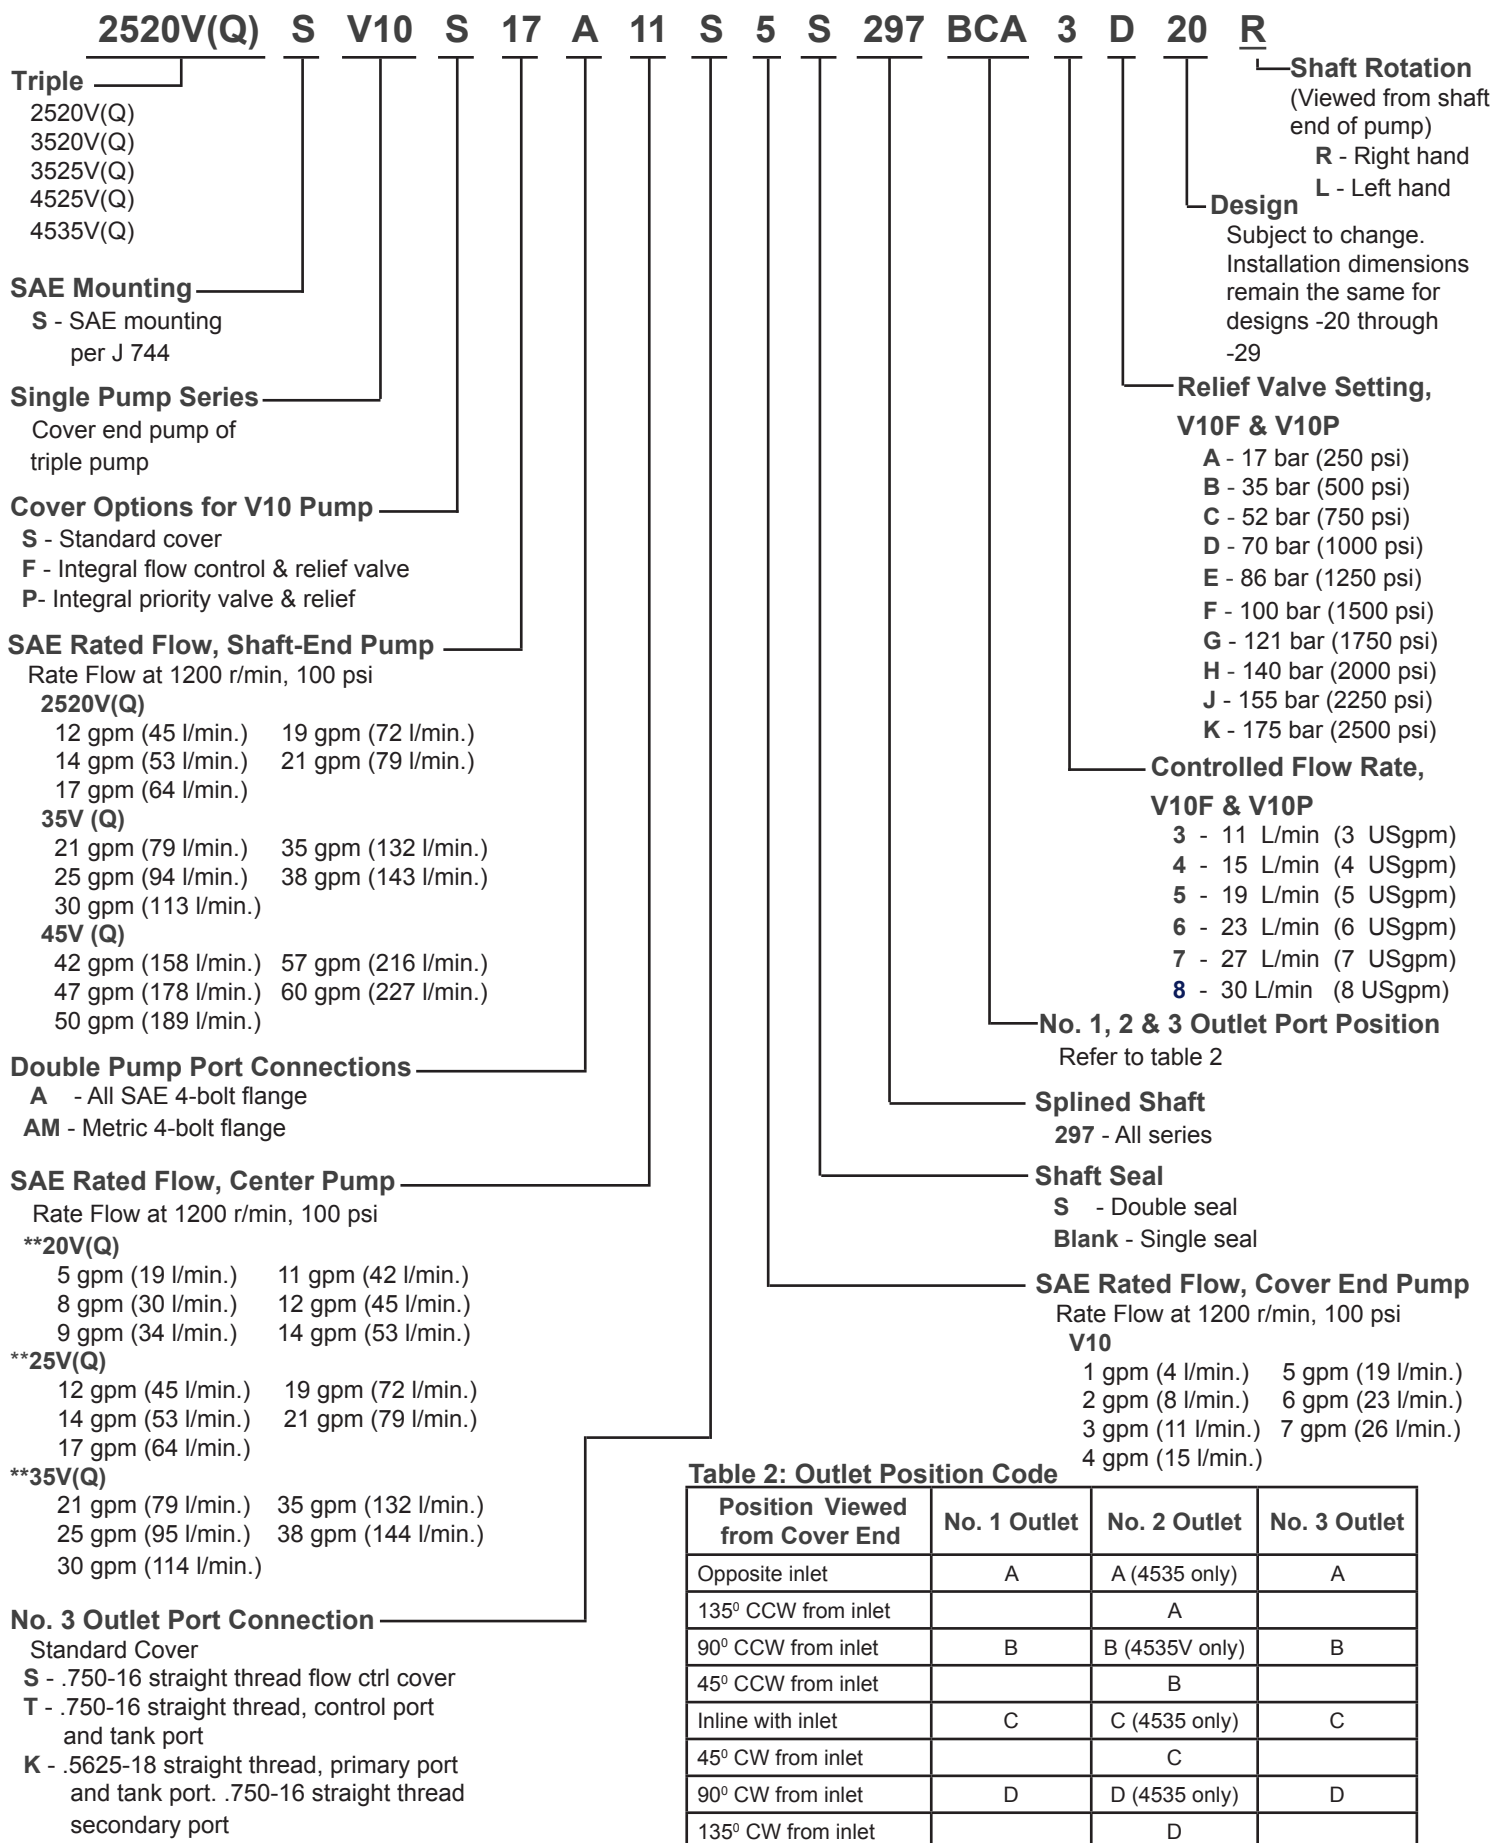 2520V(Q) S V10 S 17 A 11 S 5 S 297 BCA 3 D 20 R
Triple
2520V(Q)
3520V(Q)
3525V(Q)
4525V(Q)
4535V(Q)
SAE Mounting
S - SAE mounting
per J 744
Single Pump Series
Cover end pump of
triple pump
Cover Options for V10 Pump
S - Standard cover
F - Integral flow control & relief valve
P- Integral priority valve & relief
SAE Rated Flow, Shaft-End Pump
Rate Flow at 1200 r/min, 100 psi
2520V(Q)
12 gpm (45 l/min.) 19 gpm (72 l/min.)
14 gpm (53 l/min.) 21 gpm (79 l/min.)
17 gpm (64 l/min.)
35V (Q)
21 gpm (79 l/min.) 35 gpm (132 l/min.)
25 gpm (94 l/min.) 38 gpm (143 l/min.)
30 gpm (113 l/min.)
45V (Q)
42 gpm (158 l/min.) 57 gpm (216 l/min.)
47 gpm (178 l/min.) 60 gpm (227 l/min.)
50 gpm (189 l/min.)
Double Pump Port Connections
A - All SAE 4-bolt flange
AM - Metric 4-bolt flange
SAE Rated Flow, Center Pump
Rate Flow at 1200 r/min, 100 psi
**20V(Q)
5 gpm (19 l/min.) 11 gpm (42 l/min.)
8 gpm (30 l/min.) 12 gpm (45 l/min.)
9 gpm (34 l/min.) 14 gpm (53 l/min.)
**25V(Q)
12 gpm (45 l/min.) 19 gpm (72 l/min.)
14 gpm (53 l/min.) 21 gpm (79 l/min.)
17 gpm (64 l/min.)
**35V(Q)
21 gpm (79 l/min.) 35 gpm (132 l/min.)
25 gpm (95 l/min.) 38 gpm (144 l/min.)
30 gpm (114 l/min.)
No. 3 Outlet Port Connection
Standard Cover
S - .750-16 straight thread flow ctrl cover
T - .750-16 straight thread, control port
and tank port
K - .5625-18 straight thread, primary port
and tank port. .750-16 straight thread
secondary port
Shaft Rotation
(Viewed from shaft
end of pump)
R - Right hand
L - Left hand
Design
Subject to change.
Installation dimensions
remain the same for
designs -20 through
-29
Relief Valve Setting,
V10F & V10P
A - 17 bar (250 psi)
B - 35 bar (500 psi)
C - 52 bar (750 psi)
D - 70 bar (1000 psi)
E - 86 bar (1250 psi)
F - 100 bar (1500 psi)
G - 121 bar (1750 psi)
H - 140 bar (2000 psi)
J - 155 bar (2250 psi)
K - 175 bar (2500 psi)
Controlled Flow Rate,
V10F & V10P
3 - 11 L/min (3 USgpm)
4 - 15 L/min (4 USgpm)
5 - 19 L/min (5 USgpm)
6 - 23 L/min (6 USgpm)
7 - 27 L/min (7 USgpm)
8 - 30 L/min (8 USgpm)
No. 1, 2 & 3 Outlet Port Position
Refer to table 2
Splined Shaft
297 - All series
Shaft Seal
S - Double seal
Blank - Single seal
SAE Rated Flow, Cover End Pump
Rate Flow at 1200 r/min, 100 psi
V10
1 gpm (4 l/min.) 5 gpm (19 l/min.)
2 gpm (8 l/min.) 6 gpm (23 l/min.)
3 gpm (11 l/min.) 7 gpm (26 l/min.)
4 gpm (15 l/min.)
Table 2: Outlet Position Code
Position Viewed
from Cover End No. 1 Outlet No. 2 Outlet No. 3 Outlet
Opposite inlet A A (4535 only) A
135⁰ CCW from inlet A
90⁰ CCW from inlet B B (4535V only) B
45⁰ CCW from inlet B
Inline with inlet C C (4535 only) C
45⁰ CW from inlet C
90⁰ CW from inlet D D (4535 only) D
135⁰ CW from inlet D